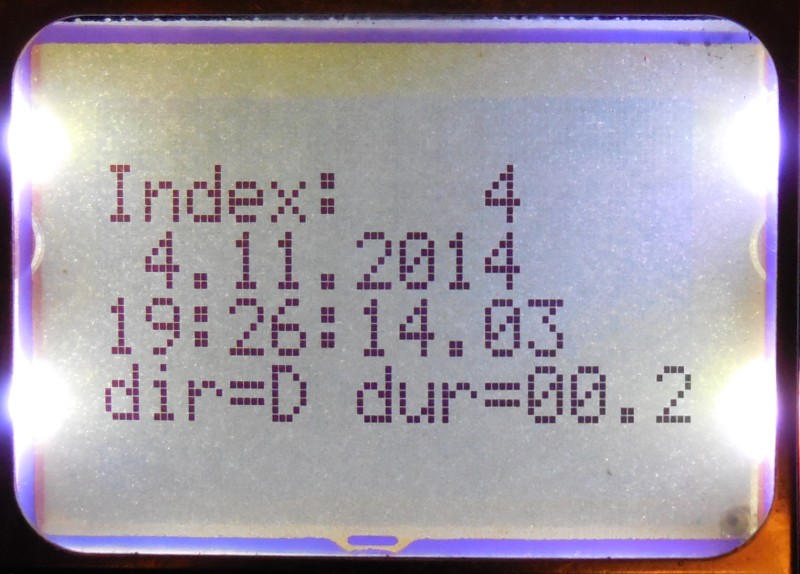 Index: 4
4.11.2014
19:26:14.03
dir=D dur=00.2